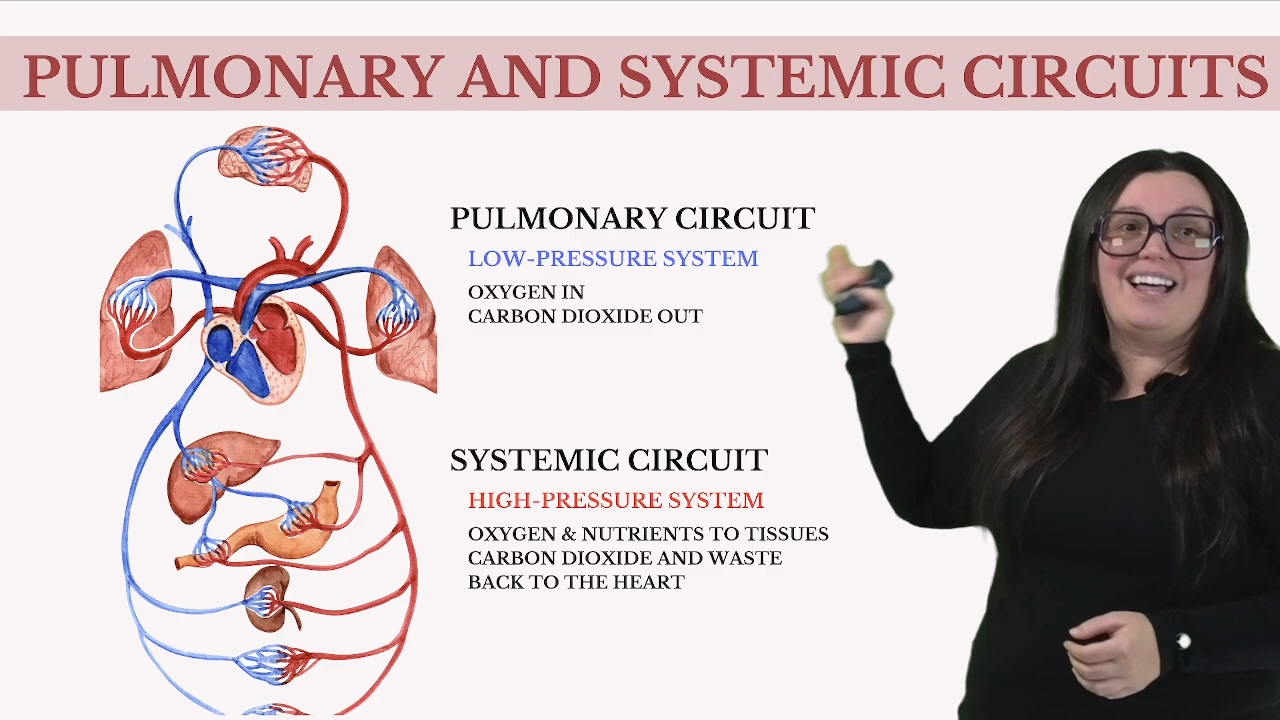 PULMONARY AND SYSTEMIC CIRCUITS
PULMONARY CIRCUIT
LOW-PRESSURE SYSTEM
OXYGEN IN
CARBON DIOXIDE OUT
SYSTEMIC CIRCUIT
HIGH-PRESSURE SYSTEM
OXYGEN & NUTRIENTS TO TISSUES
CARBON DIOXIDE AND WASTE
BACK TO THE HEART